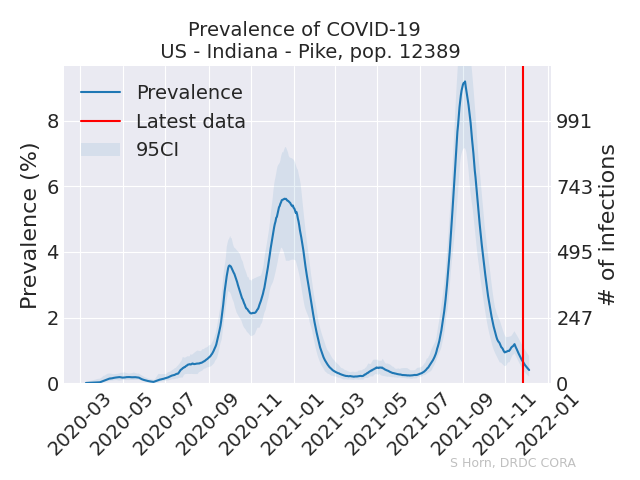 Prevalence of COVID-19
US - Indiana - Pike, pop. 12389
Prevalence
Latest data
95CI
Prevalence (%)
8
6
4
2
0
991
743
495
247
0
# of infections
2020-03
2020-05
2020-07
2020-09
2020-11
2021-01
2021-03
2021-05
2021-07
2021-09
2021-11
2022-01
S Horn, DRDC CORA